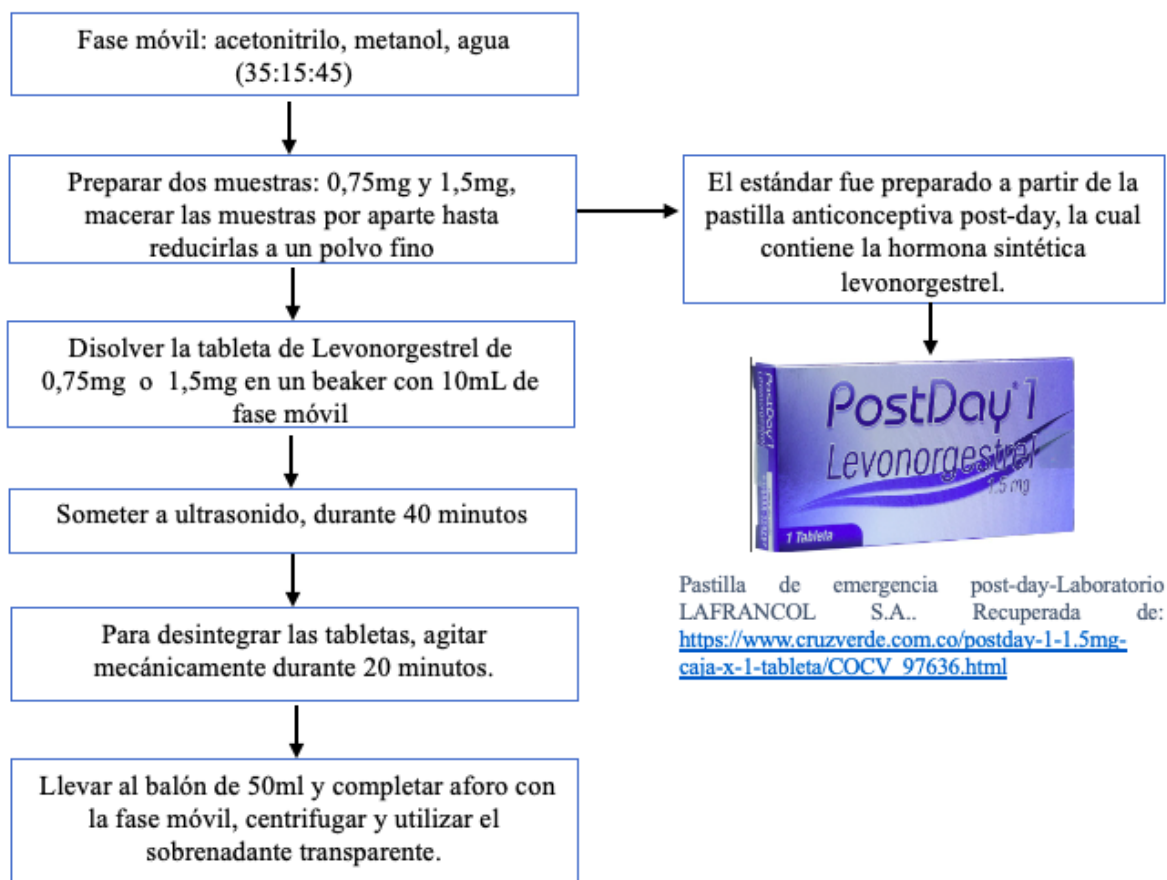 Fase móvil: acetonitrilo, metanol, agua
(35:15:45)
Preparar dos muestras: 0,75mg y 1,5mg,
macerar las muestras por aparte hasta
reducirlas a un polvo fino
El estándar fue preparado a partir de la
pastilla anticonceptiva post-day, la cual
contiene la hormona sintética
levonorgestrel.
Disolver la tableta de Levonorgestrel de
0,75mg o 1,5mg en un beaker con 10mL de
fase móvil
PostDay 1
Levonorgestrel
1.5 mg
1 Tableta
Someter a ultrasonido, durante 40 minutos
Pastilla de emergencia post-day-Laboratorio
LAFRANCOL S.A.. Recuperada de:
https://www.cruzverde.com.co/postday-1-1.5mg-
caja-x-1-tableta/COCV_97636.html
Para desintegrar las tabletas, agitar
mecánicamente durante 20 minutos.
Llevar al balón de 50ml y completar aforo con
la fase móvil, centrifugar y utilizar el
sobrenadante transparente.